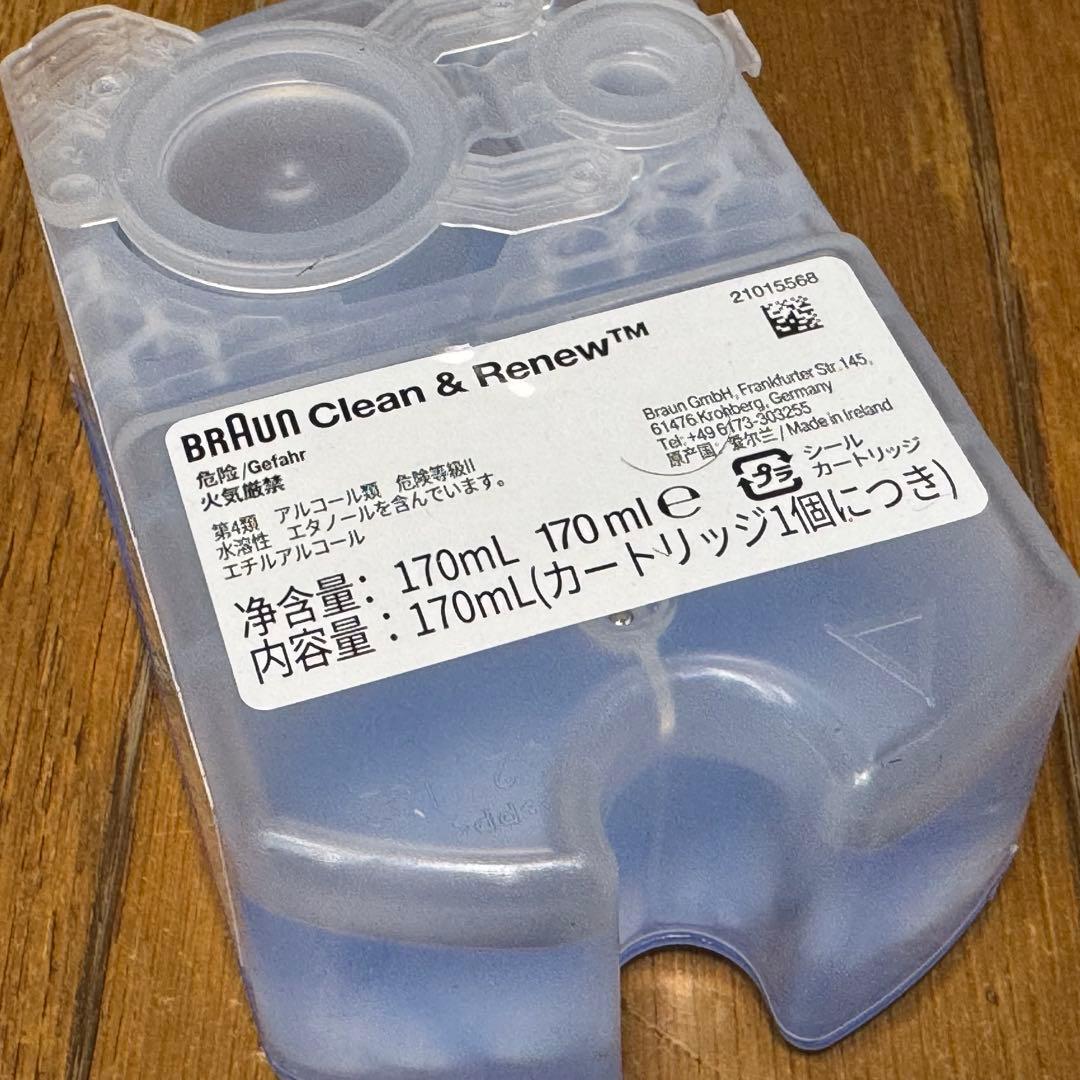 21015568
BRAUN Clean & Renew™
危险/Gefahr
火気厳禁
第4類 アルコール類 危険等級II
水溶性 エタノールを含んでいます。
エチルアルコール
Braun GmbH, Frankfurter Str. 145,
61476 Kronberg, Germany
Tel: +49 6173-303255
原产国: 爱尔兰 / Made in Ireland
プラ
シール
カートリッジ
净含量: 170mL 170 ml ℮
内容量:170mL(カートリッジ1個につき)